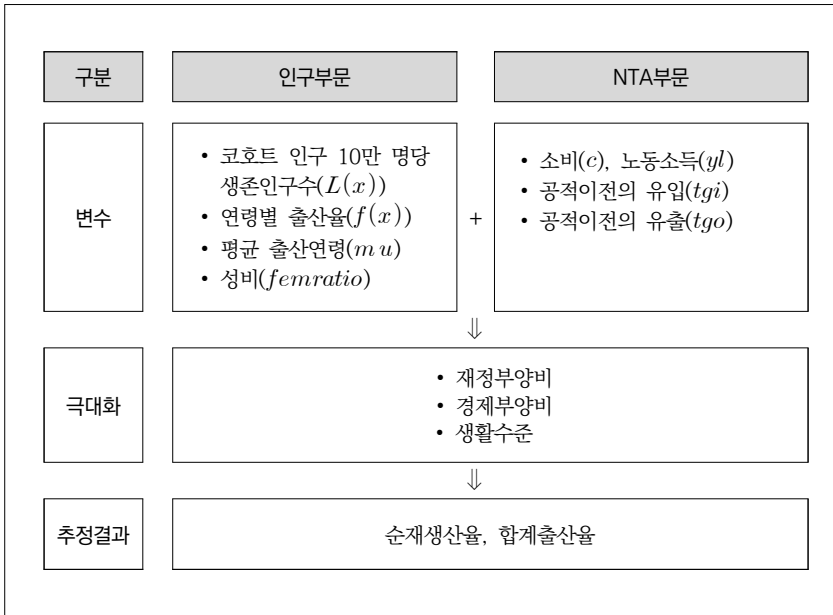 구분
인구부문
NTA부문
변수
• 코호트 인구 10만 명당
생존인구수(L(x))
• 연령별 출산율(f(x))
• 평균 출산연령(mu)
• 성비(femratio)
+
• 소비(c), 노동소득(yl)
• 공적이전의 유입(tgi)
• 공적이전의 유출(tgo)
⇓
극대화
• 재정부양비
• 경제부양비
• 생활수준
⇓
추정결과
순재생산율, 합계출산율